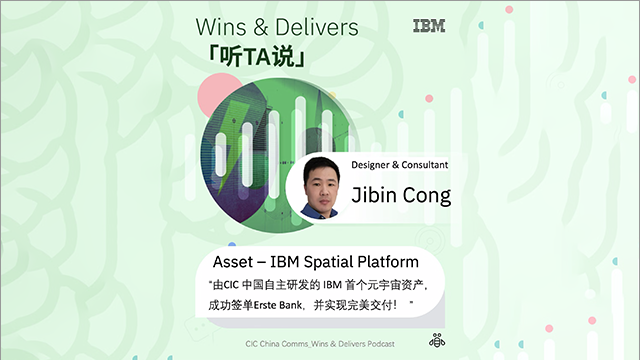 Wins & Delivers
IBM
「听TA说」
Designer & Consultant
Jibin Cong
Asset – IBM Spatial Platform
"由CIC 中国自主研发的 IBM 首个元宇宙资产，
成功签单Erste Bank，并实现完美交付！ "
CIC China Comms_Wins & Delivers Podcast